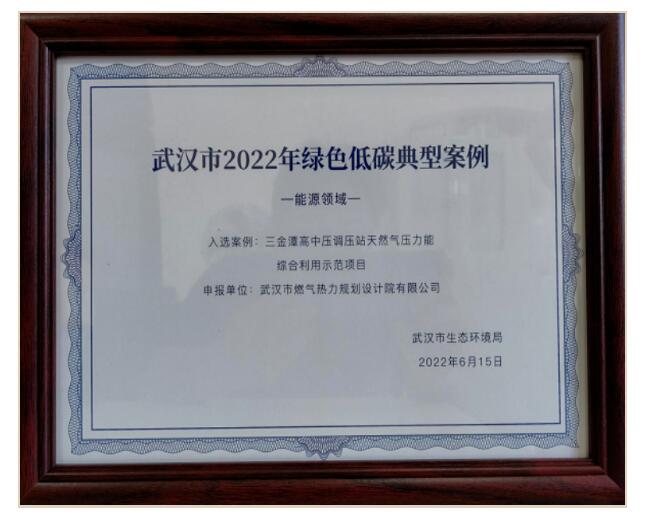 武汉市2022年绿色低碳典型案例
—能源领域—
入选案例：三金潭高中压调压站天然气压力能
综合利用示范项目
申报单位：武汉市燃气热力规划设计院有限公司
武汉市生态环境局
2022年6月15日